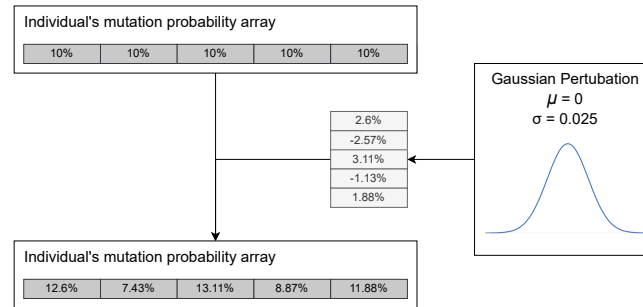 Individual's mutation probability array
10% 10% 10% 10% 10%
Gaussian Pertubation
μ = 0
σ = 0.025
2.6%
-2.57%
3.11%
-1.13%
1.88%
Individual's mutation probability array
12.6% 7.43% 13.11% 8.87% 11.88%